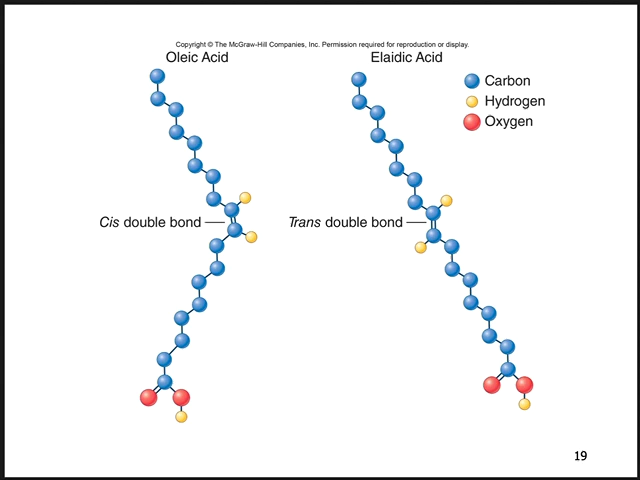 Copyright © The McGraw-Hill Companies, Inc. Permission required for reproduction or display.
Oleic Acid
Elaidic Acid
Carbon
Hydrogen
Oxygen
Cis double bond
Trans double bond
19